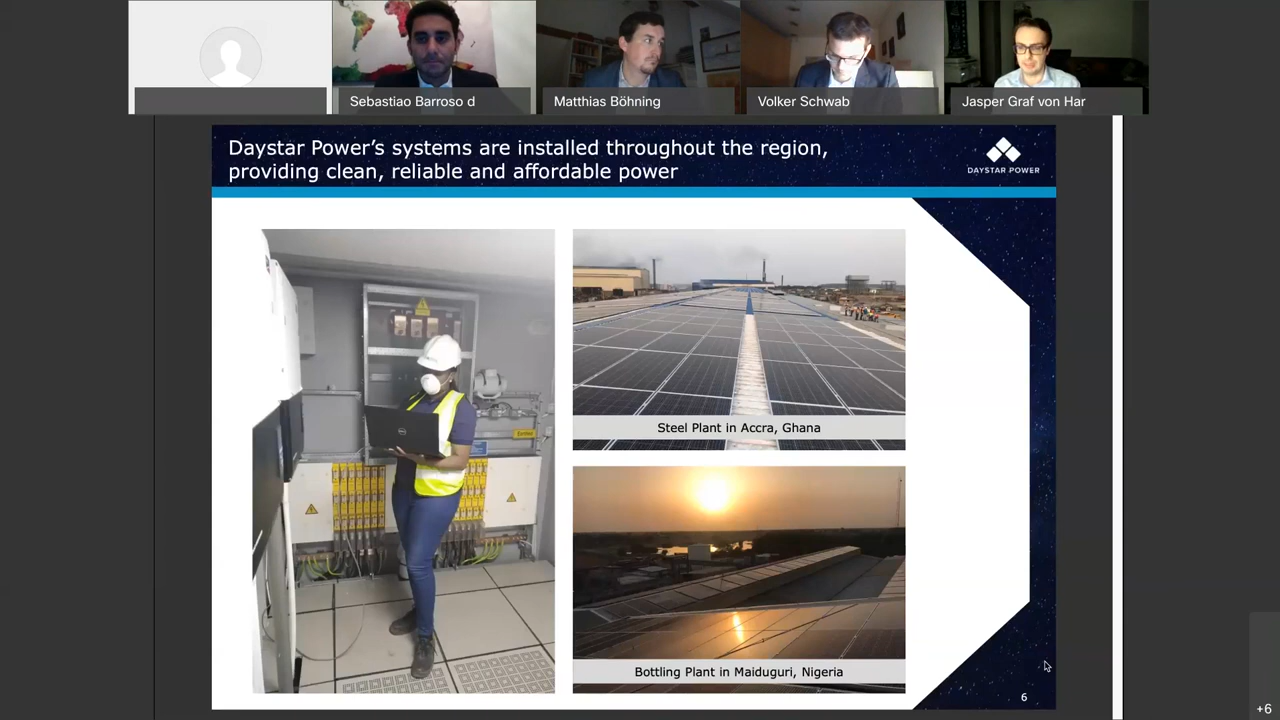 Sebastiao Barroso d
Matthias Böhning
Volker Schwab
Jasper Graf von Har
Daystar Power’s systems are installed throughout the region,
providing clean, reliable and affordable power
DAYSTAR POWER
DELL
Steel Plant in Accra, Ghana
Bottling Plant in Maiduguri, Nigeria
6
+6